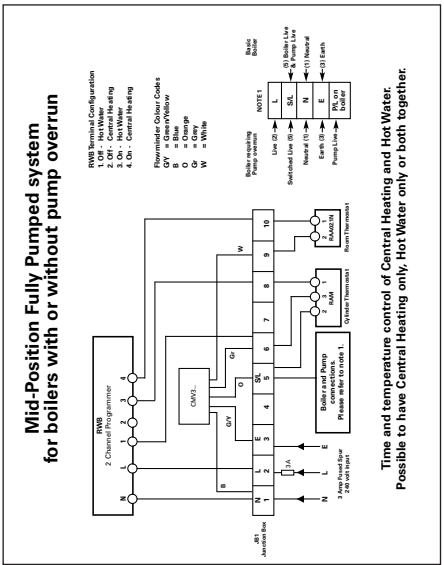 Mid-Position Fully Pumped system
for boilers with or without pump overrun
RWB
2 Channel Programmer
N
L
1
2
3
4
RWB Terminal Configuration
1. Off - Hot Water
2. Off - Central Heating
3. On - Hot Water
4. On - Central Heating
Flowminder Colour Codes
G/Y = Green/Yellow
B = Blue
O = Orange
Gr = Grey
W = White
CMV3...
B
G/Y
O
Gr
W
JB1
Junction Box
N
L
E
S/L
1
2
3
4
5
6
7
8
9
10
3A
N
L
E
3 Amp Fused Spur
240 volt input
Boiler and Pump
connections.
Please refer to note 1.
2
3
1
RAM
Cylinder Thermostat
2
1
RAA021N
Room Thermostat
Boiler requiring
Pump overrun
NOTE 1
Basic
Boiler
Live (2)
L
Switched Live (5)
S/L
(5) Boiler Live
& Pump Live
Neutral (1)
N
(1) Neutral
Earth (3)
E
(3) Earth
Pump Live
P/L on
boiler
Time and temperature control of Central Heating and Hot Water.
Possible to have Central Heating only, Hot Water only or both together.